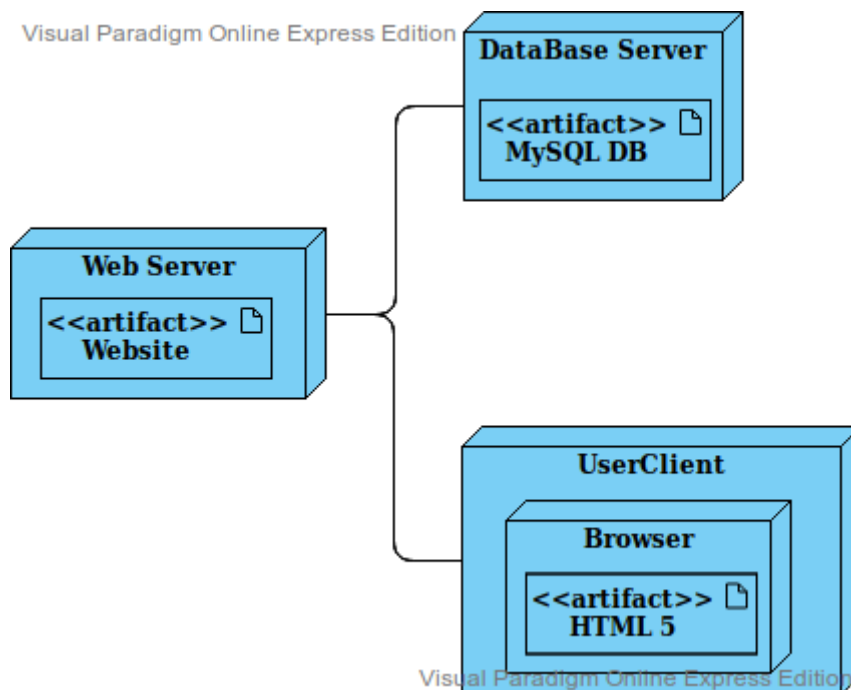 Visual Paradigm Online Express Edition
DataBase Server
<<artifact>>
MySQL DB
Web Server
<<artifact>>
Website
UserClient
Browser
<<artifact>>
HTML 5
Visual Paradigm Online Express Edition